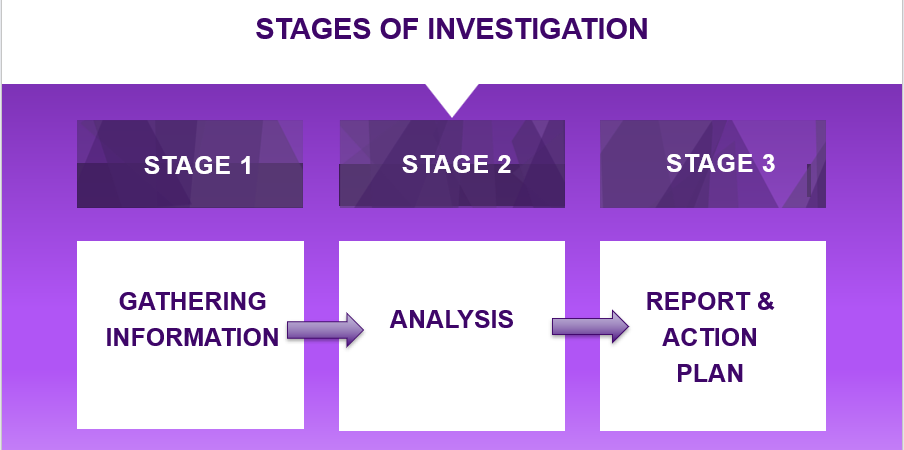 STAGES OF INVESTIGATION
STAGE 1
STAGE 2
STAGE 3
GATHERING
INFORMATION
ANALYSIS
REPORT &
ACTION
PLAN